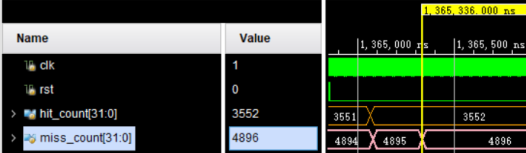 1,365,336.000 ns
Name Value 1,365,000 ns 1,365,500 ns
clk 1
rst 0
hit_count[31:0] 3552 3551 3552
miss_count[31:0] 4896 4894 4895 4896